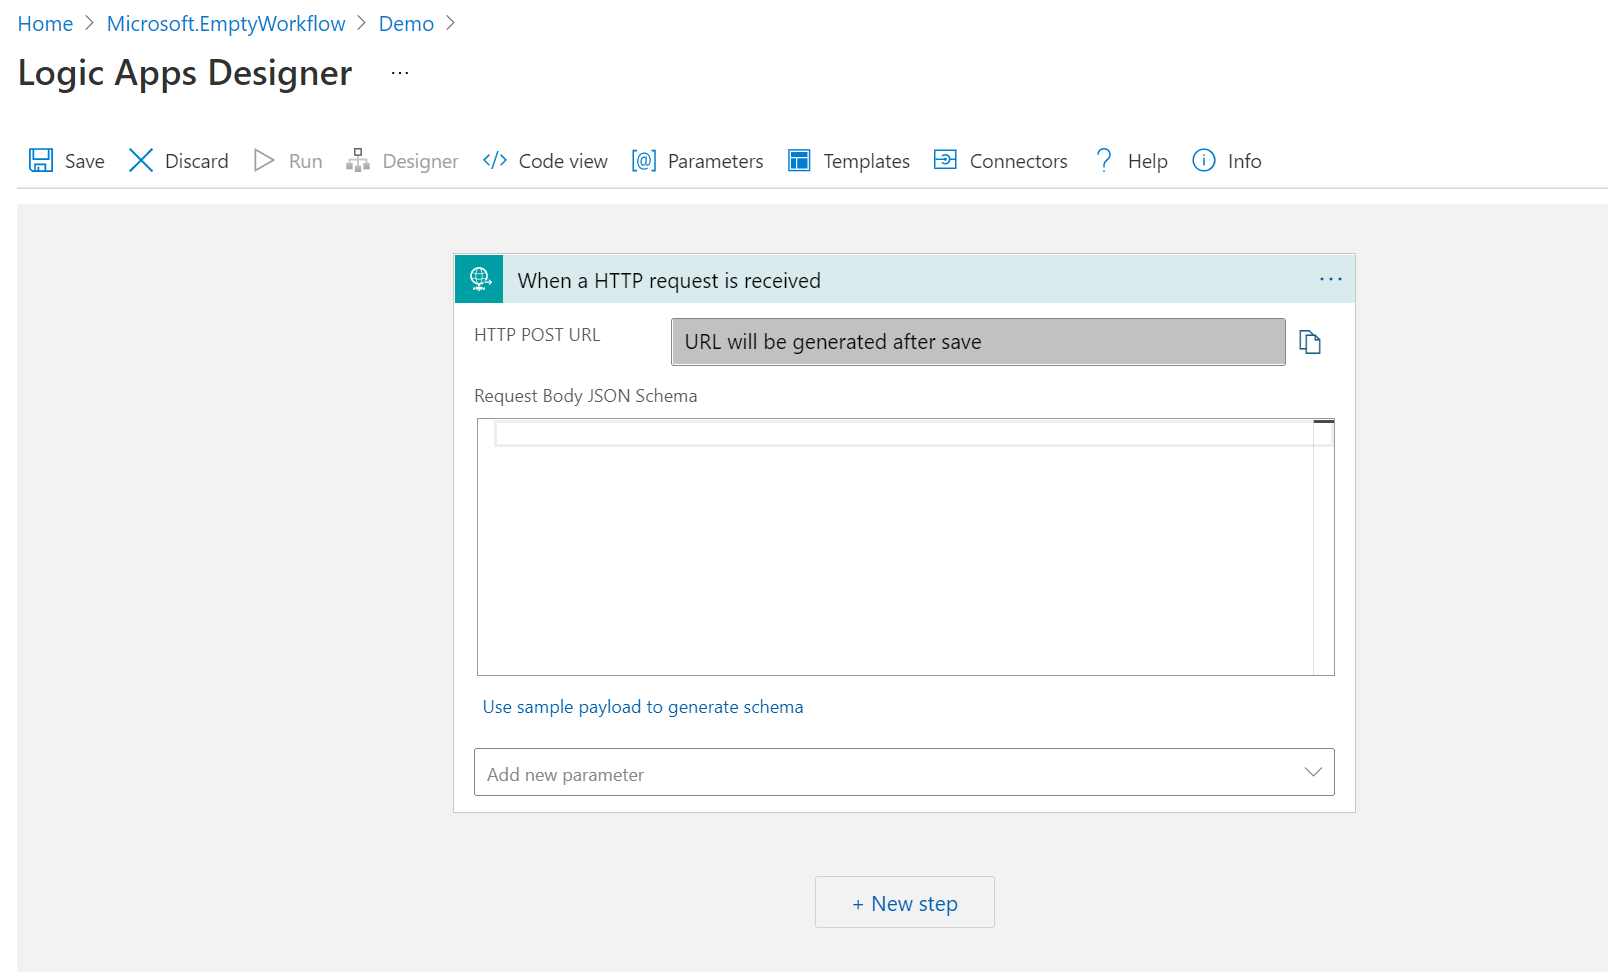 Home > Microsoft.EmptyWorkflow > Demo >
Logic Apps Designer ...
Save Discard Run Designer </> Code view [@] Parameters Templates Connectors ? Help Info
When a HTTP request is received ...
HTTP POST URL URL will be generated after save
Request Body JSON Schema
Use sample payload to generate schema
Add new parameter
+ New step